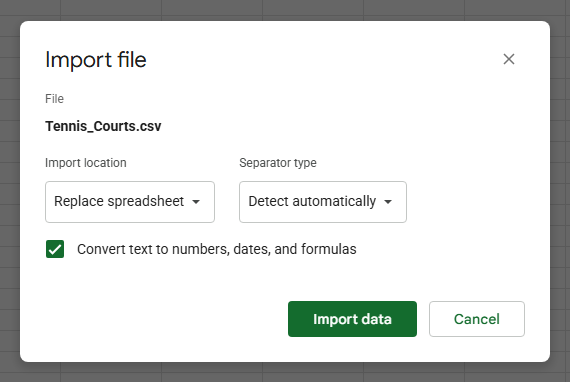 Import file
File
Tennis_Courts.csv
Import location
Separator type
Replace spreadsheet
Detect automatically
Convert text to numbers, dates, and formulas
Import data
Cancel